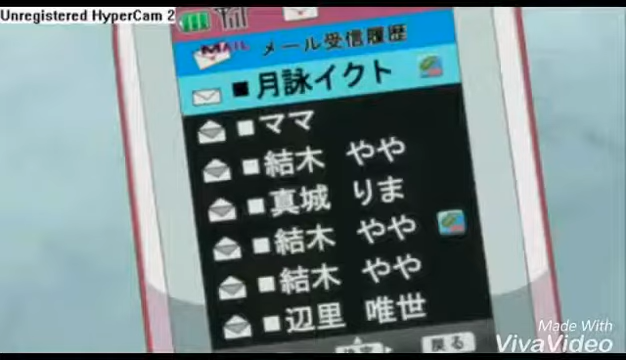 Unregistered HyperCam 2
MAIL メール受信履歴
■月詠イクト
■ママ
■結木 やや
■真城 りま
■結木 やや
■結木 やや
■辺里 唯世
戻る
Made With
VivaVideo